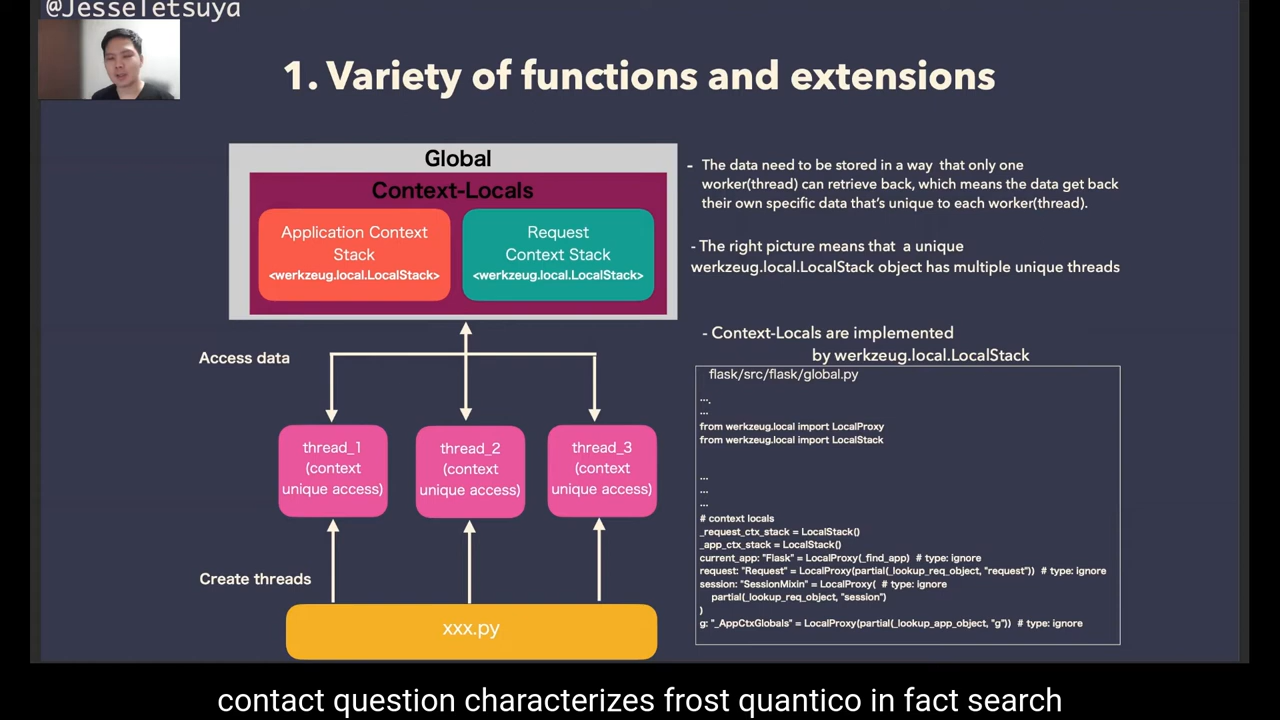 @JesseTetsuya
1. Variety of functions and extensions
Global
Context-Locals
Application Context
Stack
<werkzeug.local.LocalStack>
Request
Context Stack
<werkzeug.local.LocalStack>
Access data
thread_1
(context
unique access)
thread_2
(context
unique access)
thread_3
(context
unique access)
Create threads
xxx.py
- The data need to be stored in a way that only one
worker(thread) can retrieve back, which means the data get back
their own specific data that's unique to each worker(thread).
- The right picture means that a unique
werkzeug.local.LocalStack object has multiple unique threads
- Context-Locals are implemented
by werkzeug.local.LocalStack
flask/src/flask/global.py
....
...
from werkzeug.local import LocalProxy
from werkzeug.local import LocalStack
...
...
...
# context locals
_request_ctx_stack = LocalStack()
_app_ctx_stack = LocalStack()
current_app: "Flask" = LocalProxy(_find_app) # type: ignore
request: "Request" = LocalProxy(partial(_lookup_req_object, "request")) # type: ignore
session: "SessionMixin" = LocalProxy( # type: ignore
partial(_lookup_req_object, "session")
)
g: "_AppCtxGlobals" = LocalProxy(partial(_lookup_app_object, "g")) # type: ignore
contact question characterizes frost quantico in fact search